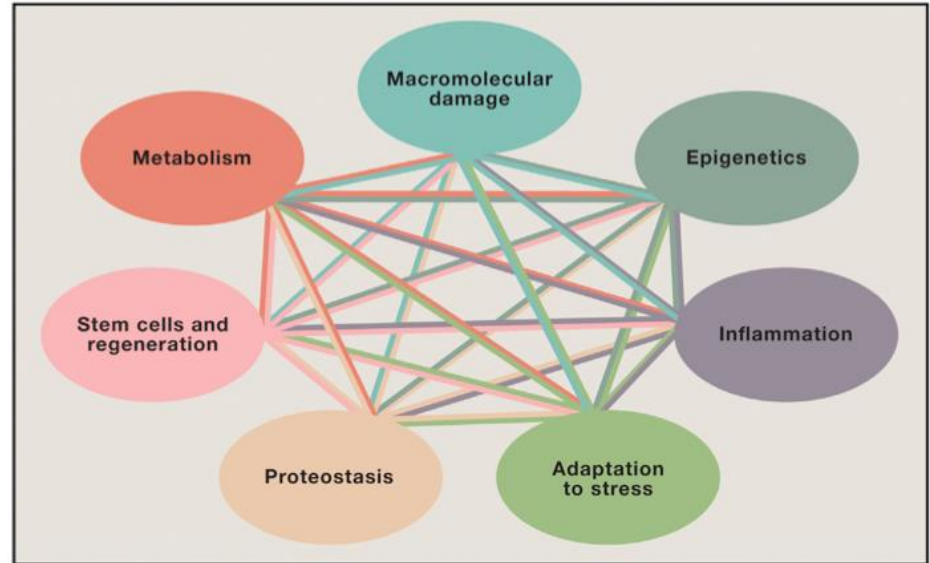 Macromolecular
damage
Metabolism
Epigenetics
Stem cells and
regeneration
Inflammation
Proteostasis
Adaptation
to stress